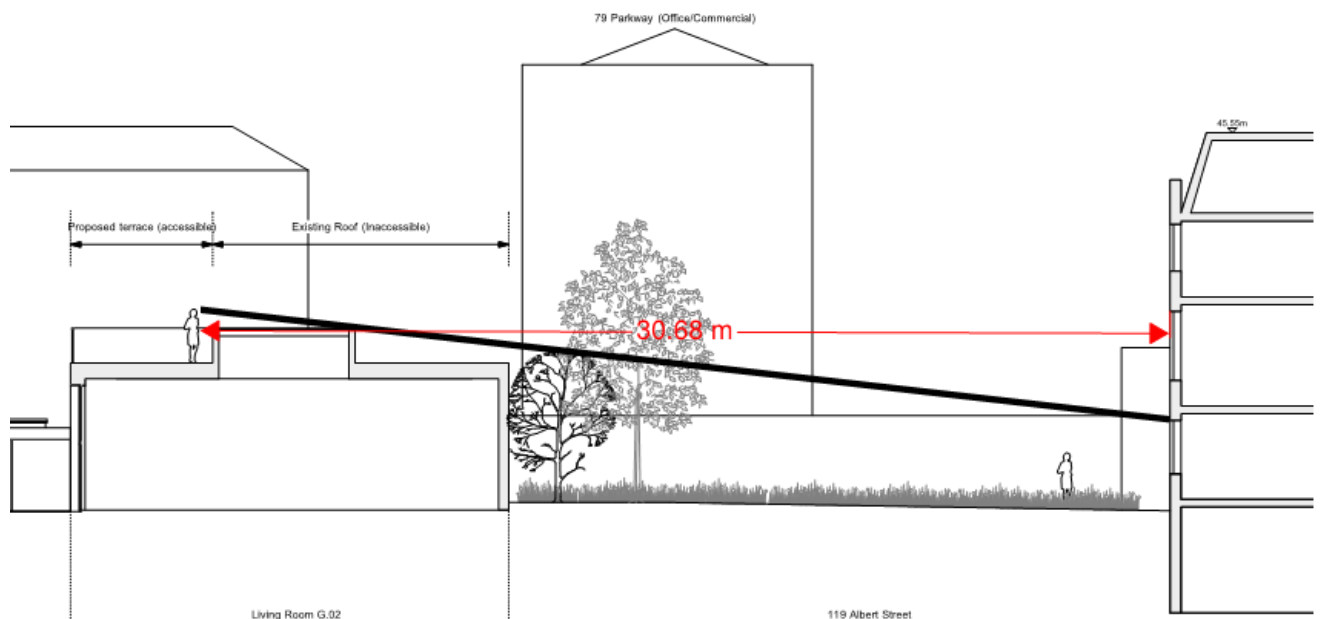 79 Parkway (Office/Commercial)
45.55m
Proposed terrace (accessible)
Existing Roof (Inaccessible)
30.68 m
Living Room G.02
119 Albert Street